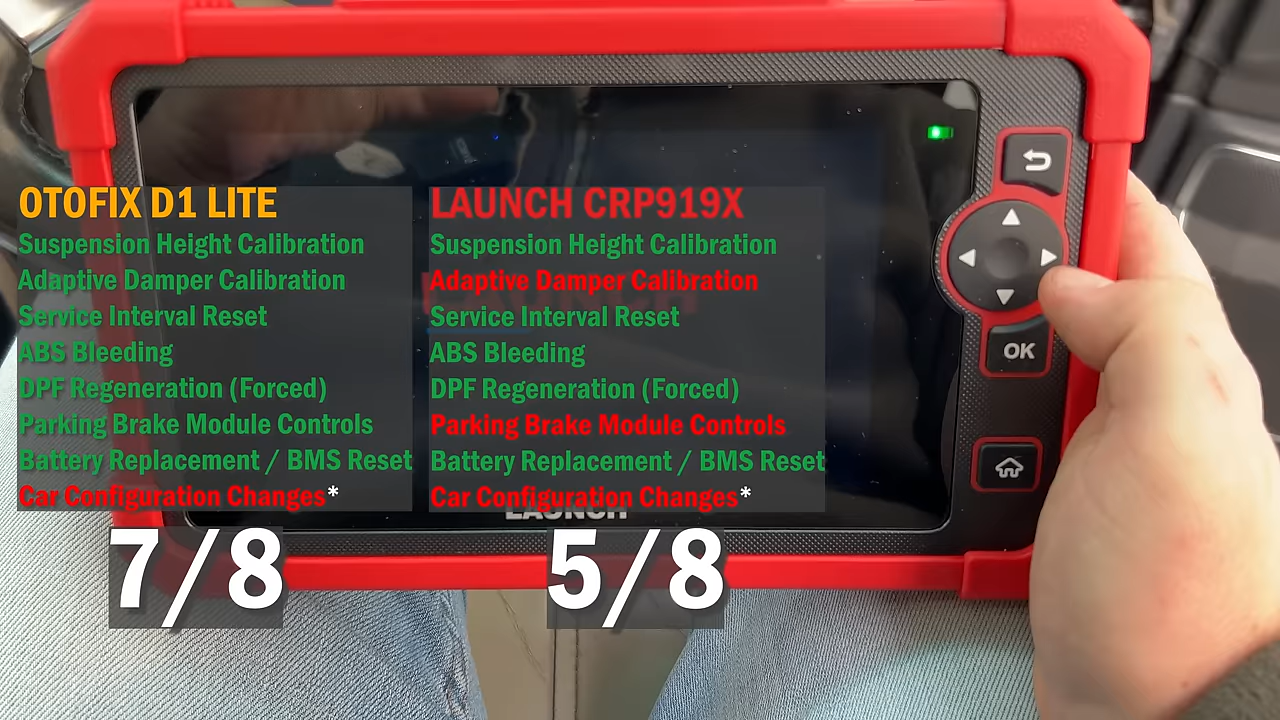 OTOFIX D1 LITE
Suspension Height Calibration
Adaptive Damper Calibration
Service Interval Reset
ABS Bleeding
DPF Regeneration (Forced)
Parking Brake Module Controls
Battery Replacement / BMS Reset
Car Configuration Changes*
7/8
LAUNCH CRP919X
Suspension Height Calibration
Adaptive Damper Calibration
Service Interval Reset
ABS Bleeding
DPF Regeneration (Forced)
Parking Brake Module Controls
Battery Replacement / BMS Reset
Car Configuration Changes*
5/8
LAUNCH
LAUNCH
OK